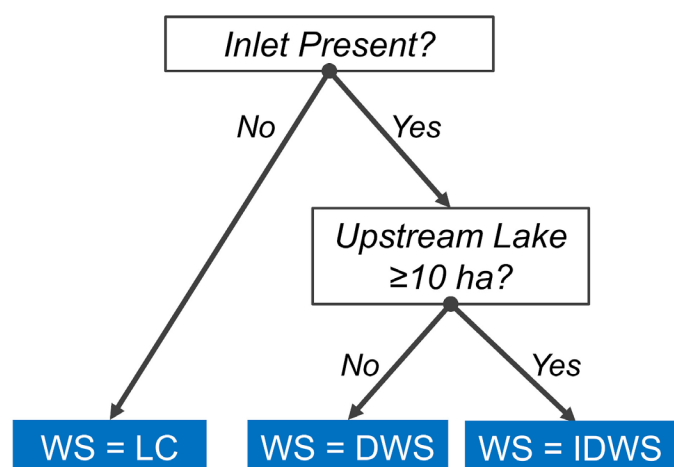 Inlet Present?
No
Yes
Upstream Lake
≥10 ha?
No
Yes
WS = LC
WS = DWS
WS = IDWS